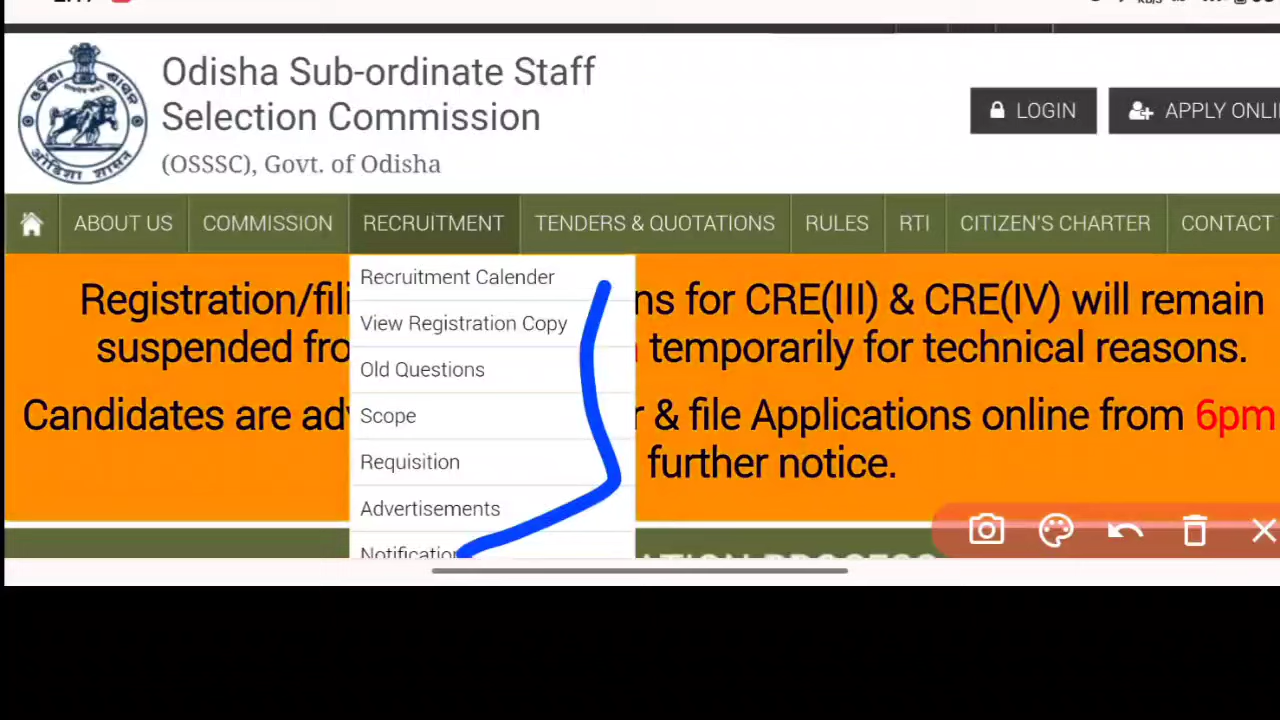 Odisha Sub-ordinate Staff
Selection Commission
(OSSSC), Govt. of Odisha
LOGIN
APPLY ONLI
ABOUT US
COMMISSION
RECRUITMENT
TENDERS & QUOTATIONS
RULES
RTI
CITIZEN'S CHARTER
CONTACT
Recruitment Calender
View Registration Copy
Old Questions
Scope
Requisition
Advertisements
Notification
Registration/fili ns for CRE(III) & CRE(IV) will remain
suspended fro temporarily for technical reasons.
Candidates are adv r & file Applications online from 6pm
further notice.